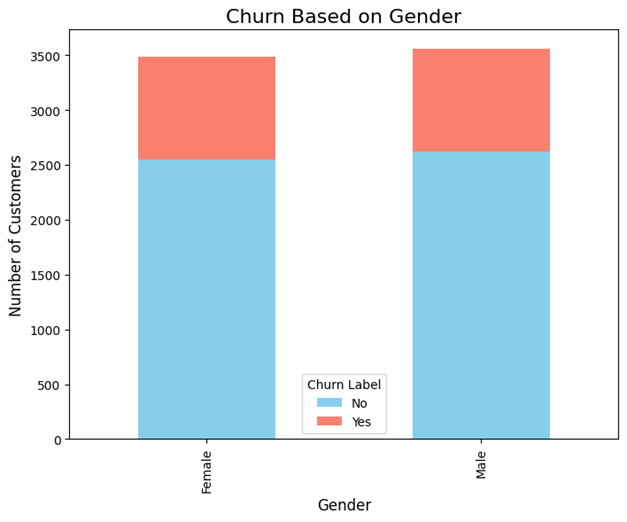 Churn Based on Gender
Number of Customers
3500
3000
2500
2000
1500
1000
500
0
Churn Label
No
Yes
Female
Male
Gender